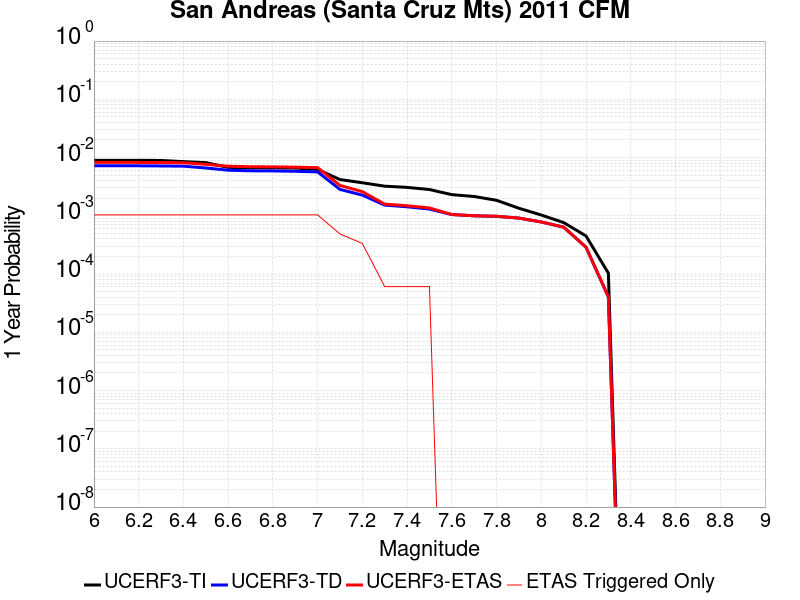 San Andreas (Santa Cruz Mts) 2011 CFM
1 Year Probability
10^0
10^-1
10^-2
10^-3
10^-4
10^-5
10^-6
10^-7
10^-8
6 6.2 6.4 6.6 6.8 7 7.2 7.4 7.6 7.8 8 8.2 8.4 8.6 8.8 9
Magnitude
UCERF3-TI UCERF3-TD UCERF3-ETAS ETAS Triggered Only